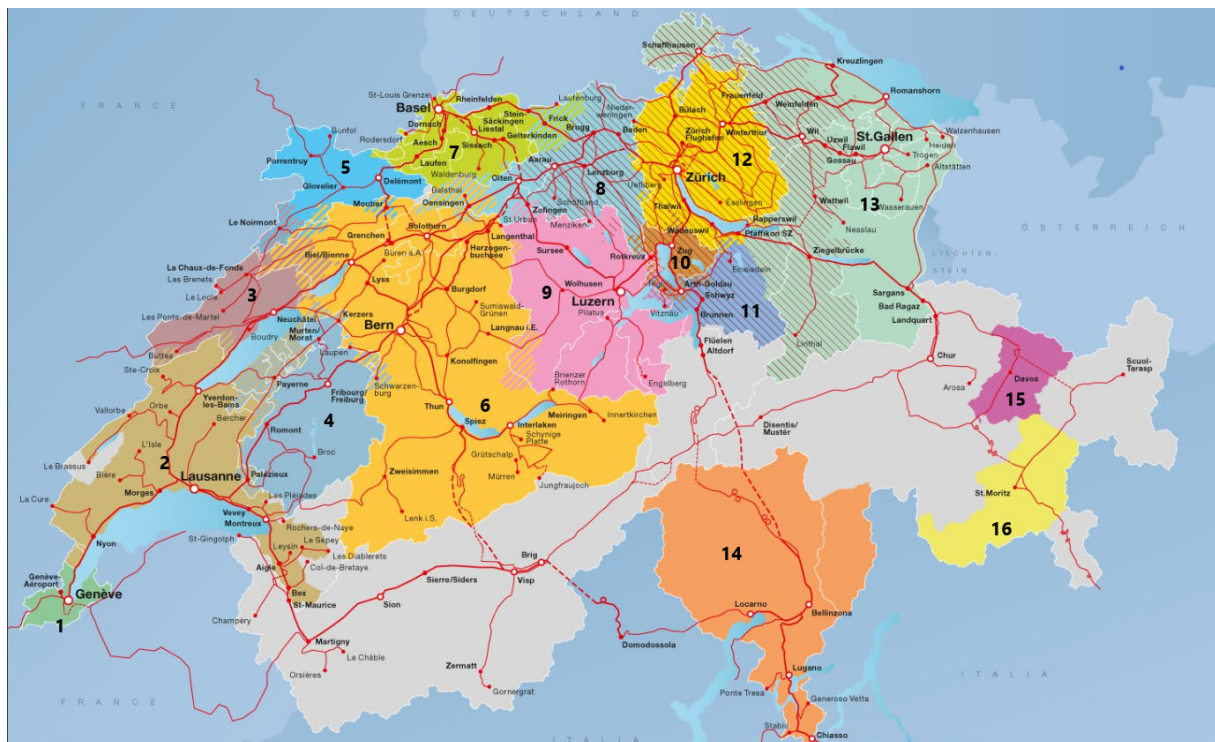 DEUTSCHLAND
Schaffhausen
Kreuzlingen
St-Louis Grenze
Basel
Rheinfelden
Laufenburg
Romanshorn
FRANCE
Stein-
Säckingen
Frick
Nieder-
weningen
Bülach
Frauenfeld
Weinfelden
Dornach
Liestal
Brugg
Baden
Winterthur
Bonfol
Rodersdorf
Aesch
Sissach
Gelterkinden
Zürich
Flughafen
Wil
Uzwil
St.Gallen
Walzenhausen
Heiden
Porrentruy
5
Laufen
7
Waldenburg
Aarau
Lenzburg
12
Flawil
Gossau
Trogen
Altstätten
Glovelier
Delémont
Balsthal
Olten
8
Uetliberg
Zürich
13
Wasserauen
Moutier
Oensingen
Zofingen
Schöftland
Esslingen
Wattwil
Le Noirmont
St.Urban
Menziken
Thalwil
Rapperswil
Nesslau
ÖSTERREICH
Grenchen
Solothurn
Langenthal
Wädenswil
Pfäffikon SZ
Herzogen-
buchsee
Sursee
Rotkreuz
Zug
Ziegelbrücke
LIECHTEN-
STEIN
La Chaux-de-Fonds
Biel/Bienne
Büren a.A.
10
Einsiedeln
Les Brenets
3
Lyss
Burgdorf
9
Wolhusen
Rigi
Arth-Goldau
Sargans
Le Locle
Luzern
Schwyz
Bad Ragaz
Les Ponts-de-Martel
Neuchâtel
Kerzers
Sumiswald-
Grünen
Pilatus
Vitznau
Brunnen
11
Landquart
Boudry
Murten/
Morat
Bern
Langnau i.E.
Buttes
Laupen
Flüelen
Linthal
Ste-Croix
Konolfingen
Altdorf
Chur
Scuol-
Tarasp
Payerne
Fribourg/
Freiburg
Schwarzen-
burg
Brienzer
Rothorn
Engelberg
Davos
Vallorbe
Orbe
Yverdon-
les-Bains
Arosa
15
Bercher
Thun
6
Meiringen
Innertkirchen
Romont
4
Spiez
Interlaken
Disentis/
Mustér
L'Isle
Schynige
Platte
2
Broc
Le Brassus
Bière
Lausanne
Palézieux
Zweisimmen
Grütschalp
Mürren
Jungfraujoch
La Cure
Morges
Les Pléiades
St.Moritz
Vevey
Montreux
Lenk i.S.
Rochers-de-Naye
16
Nyon
St-Gingolph
Le Sépey
Leysin
Les Diablerets
14
Genève-
Aéroport
Aigle
Col-de-Bretaye
Brig
Genève
Bex
Sierre/Siders
Visp
1
St-Maurice
Sion
Locarno
Bellinzona
Champéry
Martigny
Domodossola
Le Châble
Zermatt
Lugano
Orsières
Gornergrat
ITALIA
FRANCE
Ponte Tresa
Generoso Vetta
Stabio
Chiasso
ITALIA